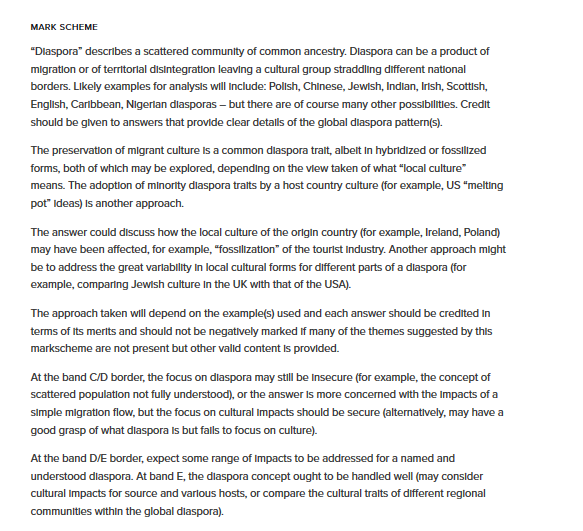 MARK SCHEME
“Diaspora” describes a scattered community of common ancestry. Diaspora can be a product of
migration or of territorial disintegration leaving a cultural group straddling different national
borders. Likely examples for analysis will include: Polish, Chinese, Jewish, Indian, Irish, Scottish,
English, Caribbean, Nigerian diasporas – but there are of course many other possibilities. Credit
should be given to answers that provide clear details of the global diaspora pattern(s).
The preservation of migrant culture is a common diaspora trait, albeit in hybridized or fossilized
forms, both of which may be explored, depending on the view taken of what “local culture”
means. The adoption of minority diaspora traits by a host country culture (for example, US “melting
pot” ideas) is another approach.
The answer could discuss how the local culture of the origin country (for example, Ireland, Poland)
may have been affected, for example, “fossilization” of the tourist industry. Another approach might
be to address the great variability in local cultural forms for different parts of a diaspora (for
example, comparing Jewish culture in the UK with that of the USA).
The approach taken will depend on the example(s) used and each answer should be credited in
terms of its merits and should not be negatively marked if many of the themes suggested by this
markscheme are not present but other valid content is provided.
At the band C/D border, the focus on diaspora may still be insecure (for example, the concept of
scattered population not fully understood), or the answer is more concerned with the impacts of a
simple migration flow, but the focus on cultural impacts should be secure (alternatively, may have a
good grasp of what diaspora is but fails to focus on culture).
At the band D/E border, expect some range of impacts to be addressed for a named and
understood diaspora. At band E, the diaspora concept ought to be handled well (may consider
cultural impacts for source and various hosts, or compare the cultural traits of different regional
communities within the global diaspora).